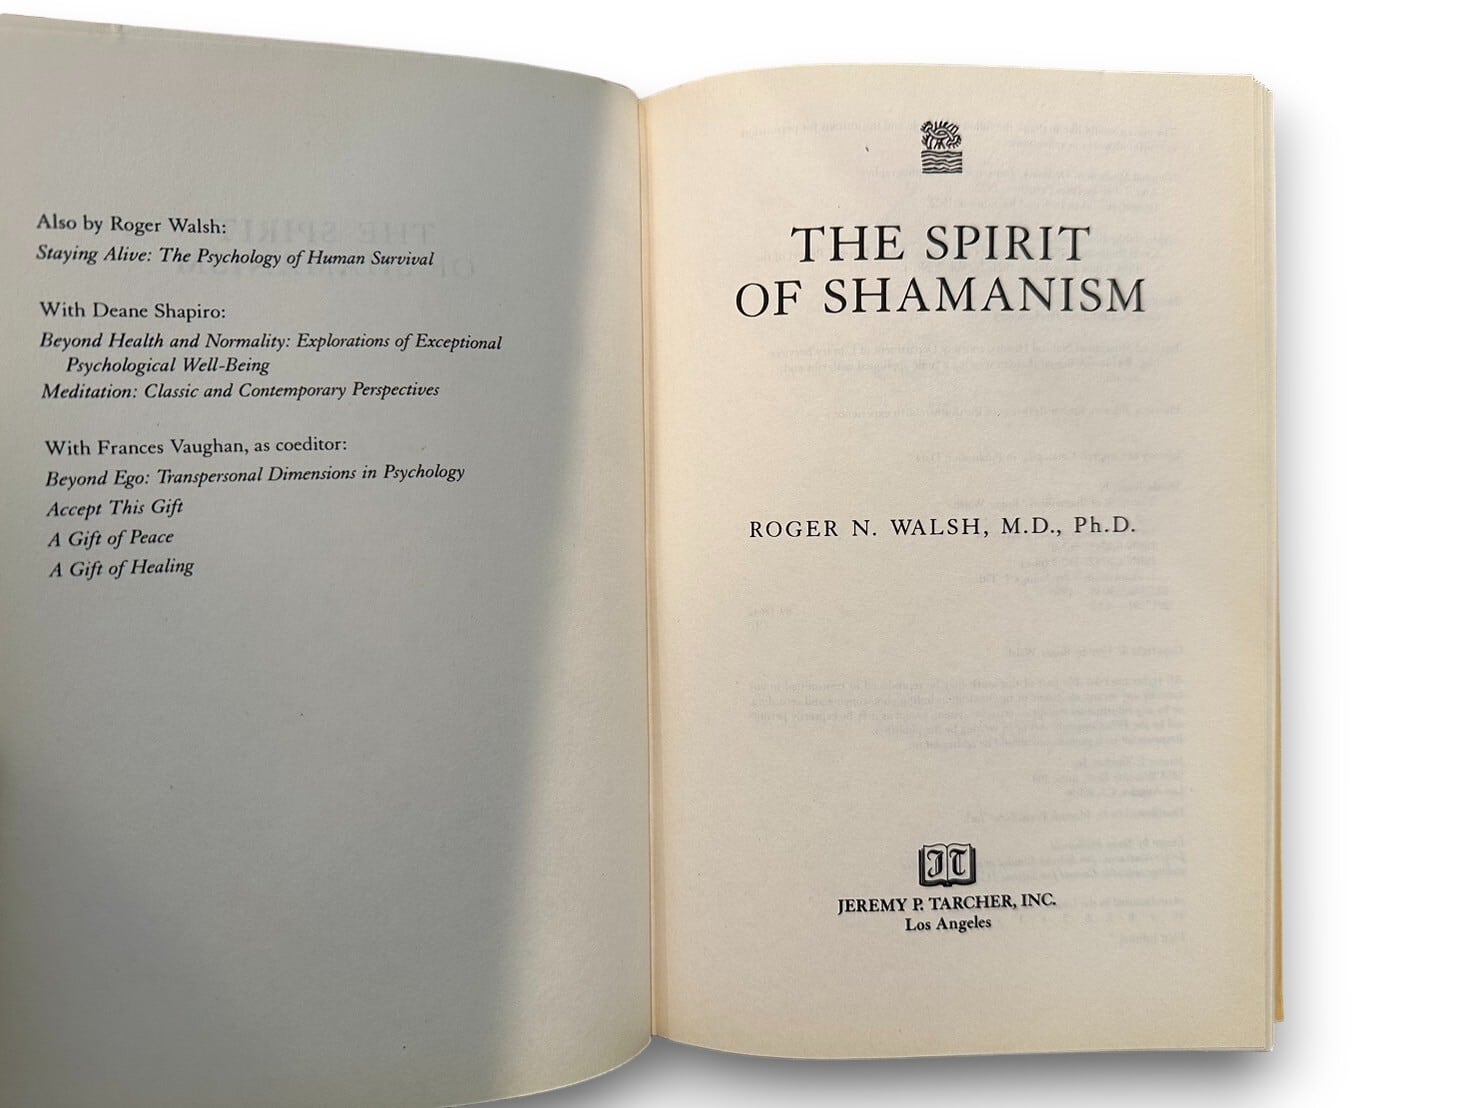 Also by Roger Walsh:
Staying Alive: The Psychology of Human Survival
With Deane Shapiro:
Beyond Health and Normality: Explorations of Exceptional
Psychological Well-Being
Meditation: Classic and Contemporary Perspectives
With Frances Vaughan, as coeditor:
Beyond Ego: Transpersonal Dimensions in Psychology
Accept This Gift
A Gift of Peace
A Gift of Healing
THE SPIRIT
OF SHAMANISM
ROGER N. WALSH, M.D., Ph.D.
JT
JEREMY P. TARCHER, INC.
Los Angeles